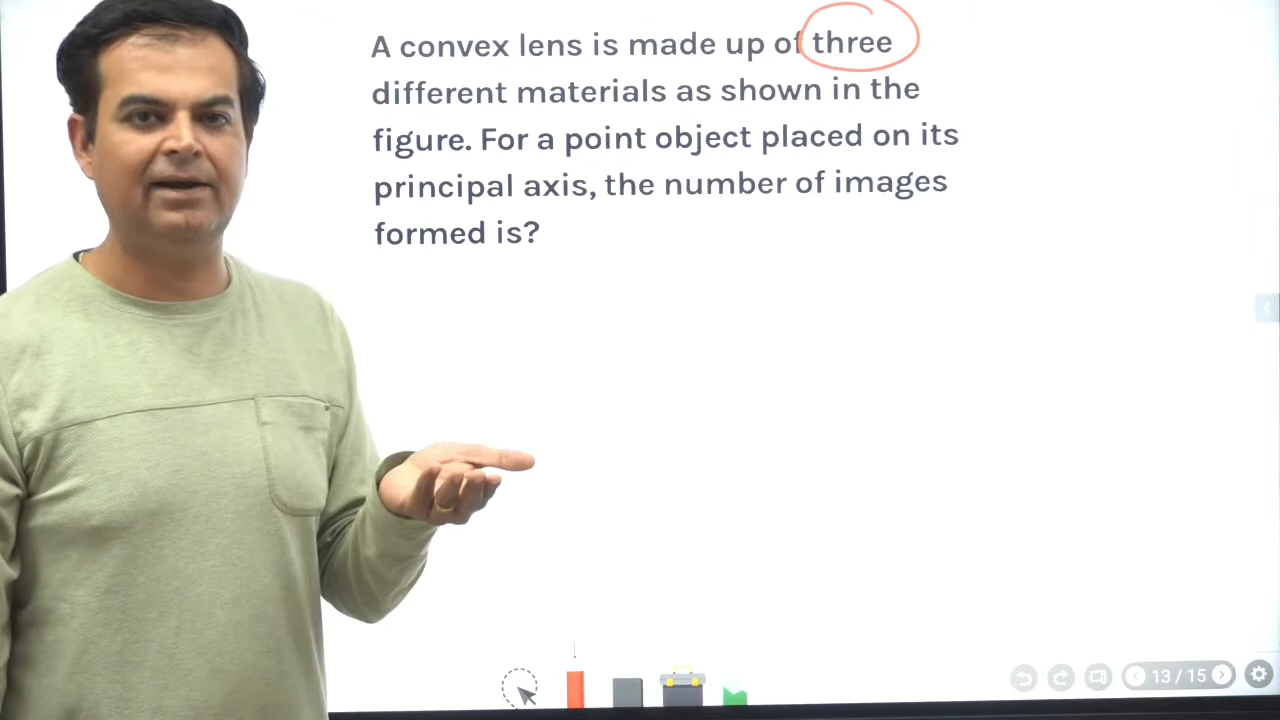 A convex lens is made up of three
different materials as shown in the
figure. For a point object placed on its
principal axis, the number of images
formed is?
13 / 15